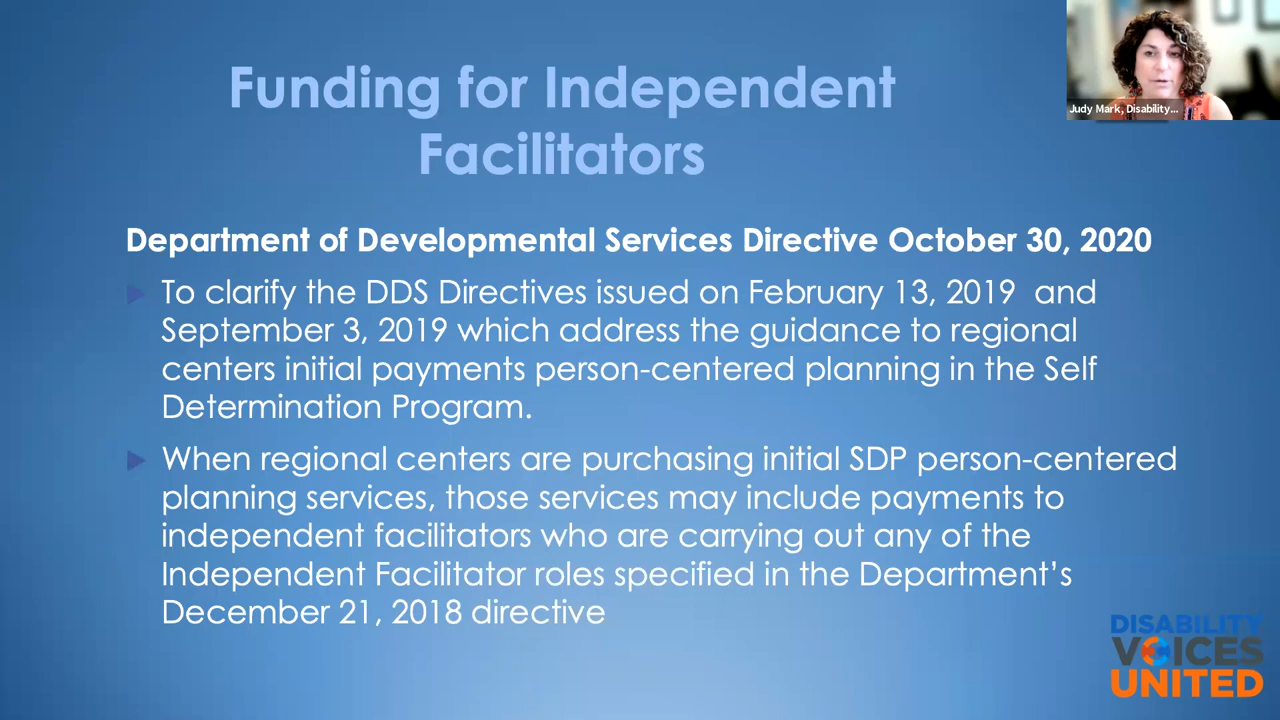 Funding for Independent
Facilitators
Judy Mark, Disability...
Department of Developmental Services Directive October 30, 2020
To clarify the DDS Directives issued on February 13, 2019 and
September 3, 2019 which address the guidance to regional
centers initial payments person-centered planning in the Self
Determination Program.
When regional centers are purchasing initial SDP person-centered
planning services, those services may include payments to
independent facilitators who are carrying out any of the
Independent Facilitator roles specified in the Department’s
December 21, 2018 directive
DISABILITY
VOICES
UNITED